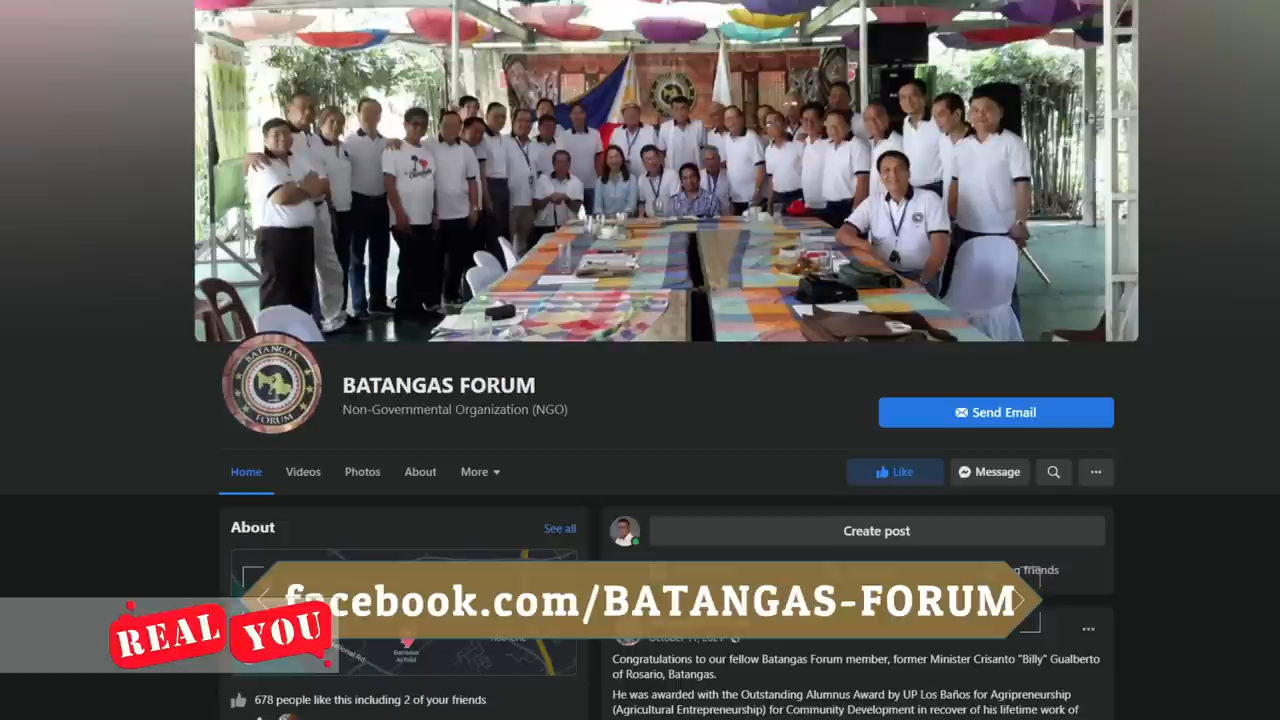 BATANGAS
FORUM
BATANGAS FORUM
Non-Governmental Organization (NGO)
Send Email
Home
Videos
Photos
About
More
Like
Message
About
See all
Create post
friends
facebook.com/BATANGAS-FORUM
REAL YOU
Congratulations to our fellow Batangas Forum member, former Minister Crisanto "Billy" Gualberto
of Rosario, Batangas.
He was awarded with the Outstanding Alumnus Award by UP Los Baños for Agripreneurship
(Agricultural Entrepreneurship) for Community Development in recover of his lifetime work of
678 people like this including 2 of your friends